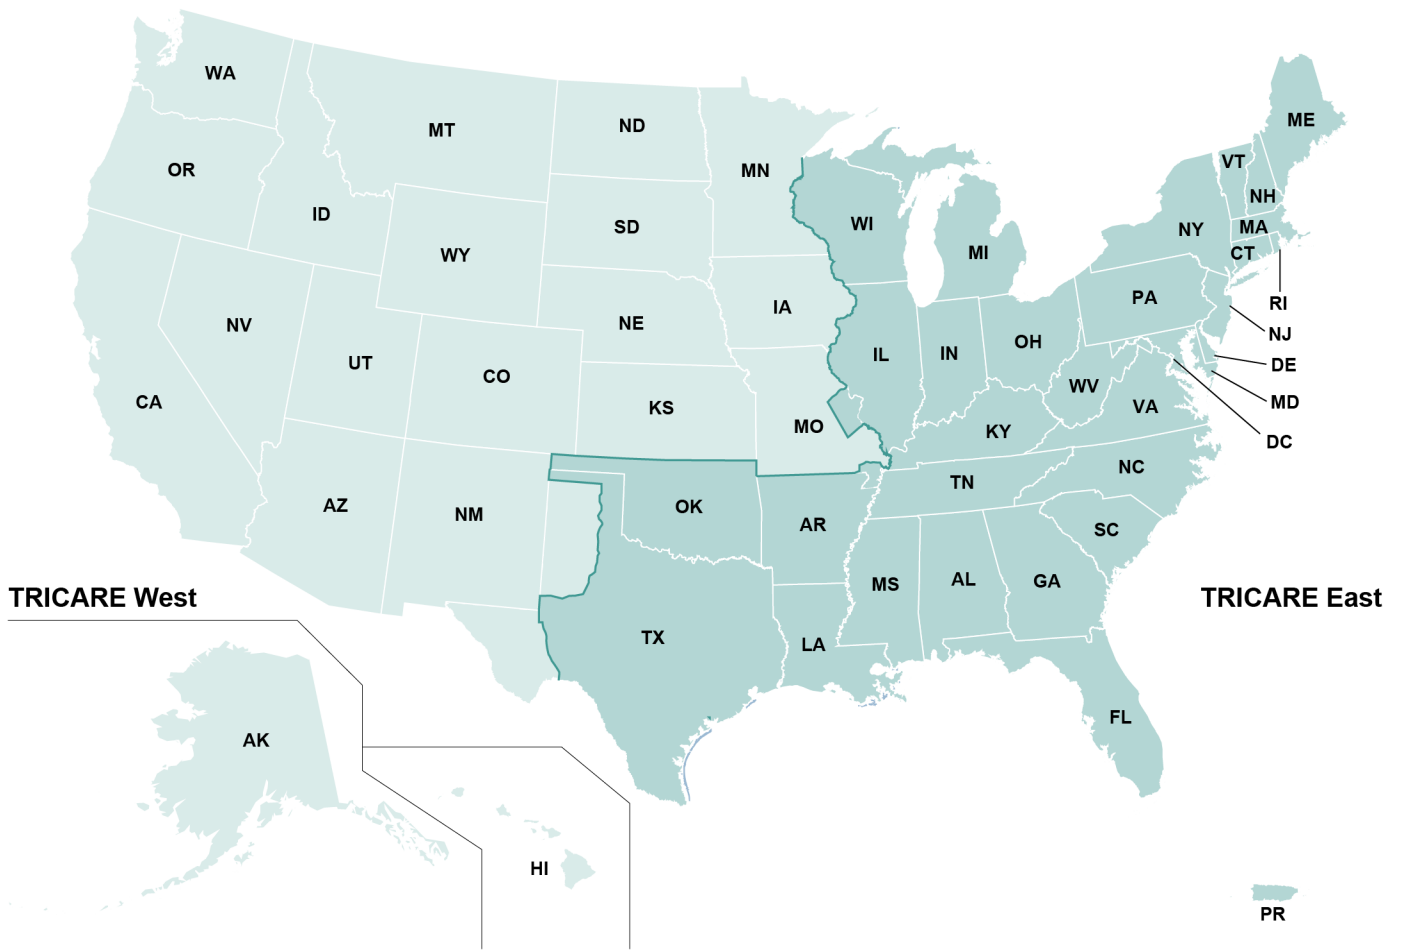 WA
MT
ND
MN
OR
ID
SD
WY
WI
MI
ME
VT
NH
NY
MA
CT
RI
NV
NE
IA
PA
NJ
UT
CO
IL
IN
OH
DE
CA
KS
MO
WV
VA
MD
KY
DC
AZ
NM
OK
AR
TN
NC
SC
MS
AL
GA
TRICARE West
TRICARE East
TX
LA
FL
AK
HI
PR